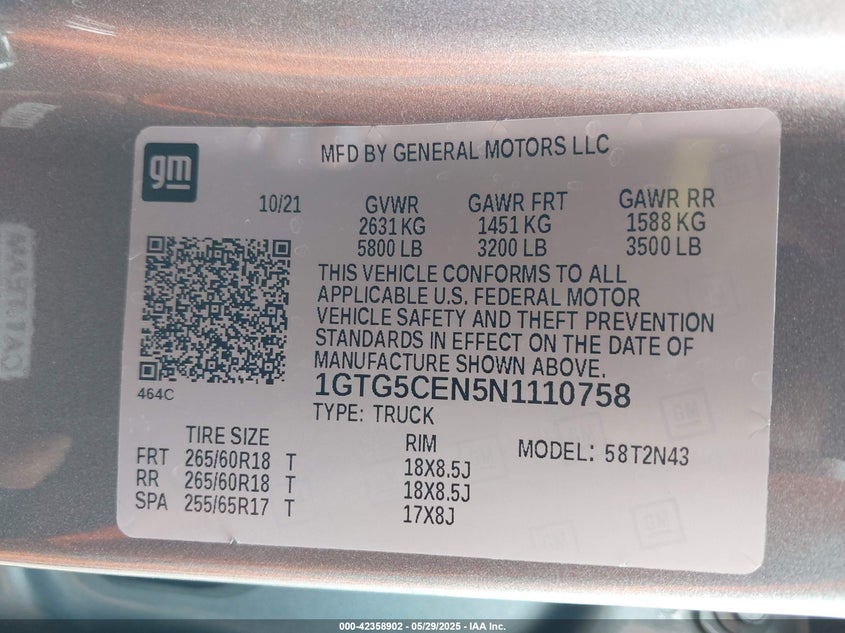 gm
MFD BY GENERAL MOTORS LLC
10/21
GVWR
2631 KG
5800 LB
GAWR FRT
1451 KG
3200 LB
GAWR RR
1588 KG
3500 LB
THIS VEHICLE CONFORMS TO ALL
APPLICABLE U.S. FEDERAL MOTOR
VEHICLE SAFETY AND THEFT PREVENTION
STANDARDS IN EFFECT ON THE DATE OF
MANUFACTURE SHOWN ABOVE.
464C
1GTG5CEN5N1110758
TYPE: TRUCK
TIRE SIZE RIM MODEL: 58T2N43
FRT 265/60R18 T 18X8.5J
RR 265/60R18 T 18X8.5J
SPA 255/65R17 T 17X8J
000-42358902 - 05/29/2025 - IAA Inc.